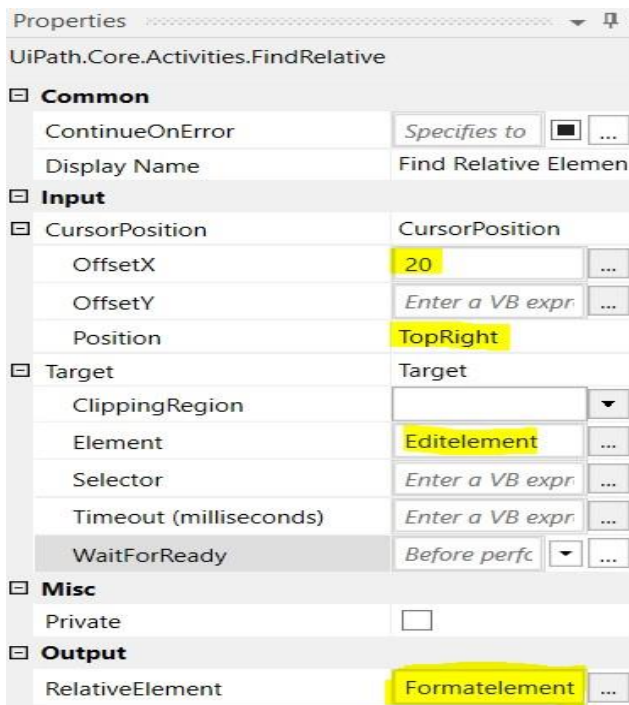 Properties
UiPath.Core.Activities.FindRelative
Common
ContinueOnError Specifies to ...
Display Name Find Relative Elemen
Input
CursorPosition CursorPosition
OffsetX 20 ...
OffsetY Enter a VB expr ...
Position TopRight
Target Target
ClippingRegion
Element Editelement ...
Selector Enter a VB expr ...
Timeout (milliseconds) Enter a VB expr ...
WaitForReady Before perfc ...
Misc
Private
Output
RelativeElement Formatelement ...